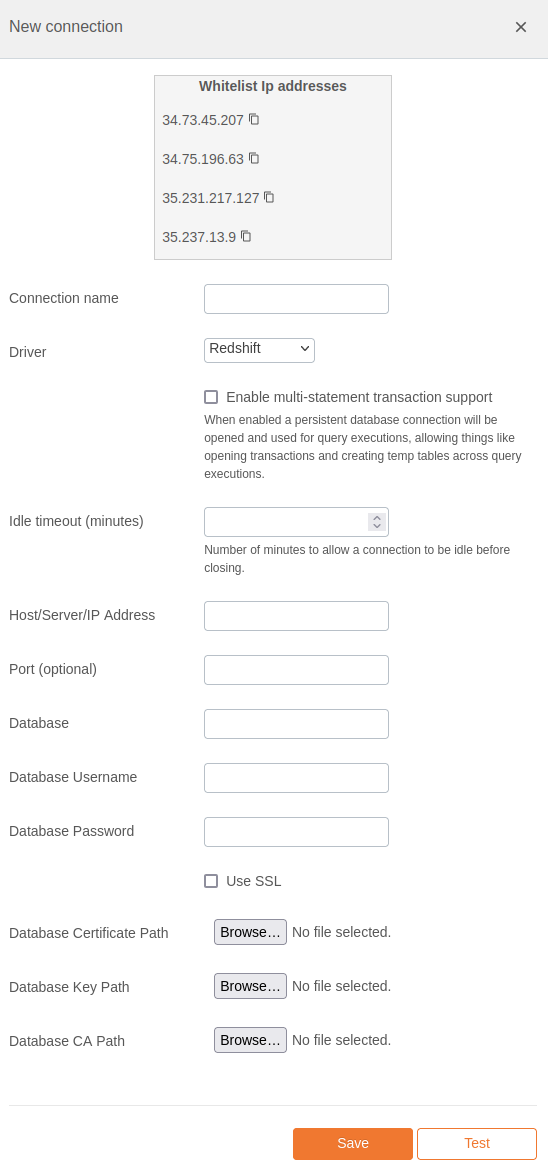 New connection
Whitelist Ip addresses
34.73.45.207
34.75.196.63
35.231.217.127
35.237.13.9
Connection name
Driver
Redshift
Enable multi-statement transaction support
When enabled a persistent database connection will be
opened and used for query executions, allowing things like
opening transactions and creating temp tables across query
executions.
Idle timeout (minutes)
Number of minutes to allow a connection to be idle before
closing.
Host/Server/IP Address
Port (optional)
Database
Database Username
Database Password
Use SSL
Database Certificate Path
Browse… No file selected.
Database Key Path
Browse… No file selected.
Database CA Path
Browse… No file selected.
Save
Test